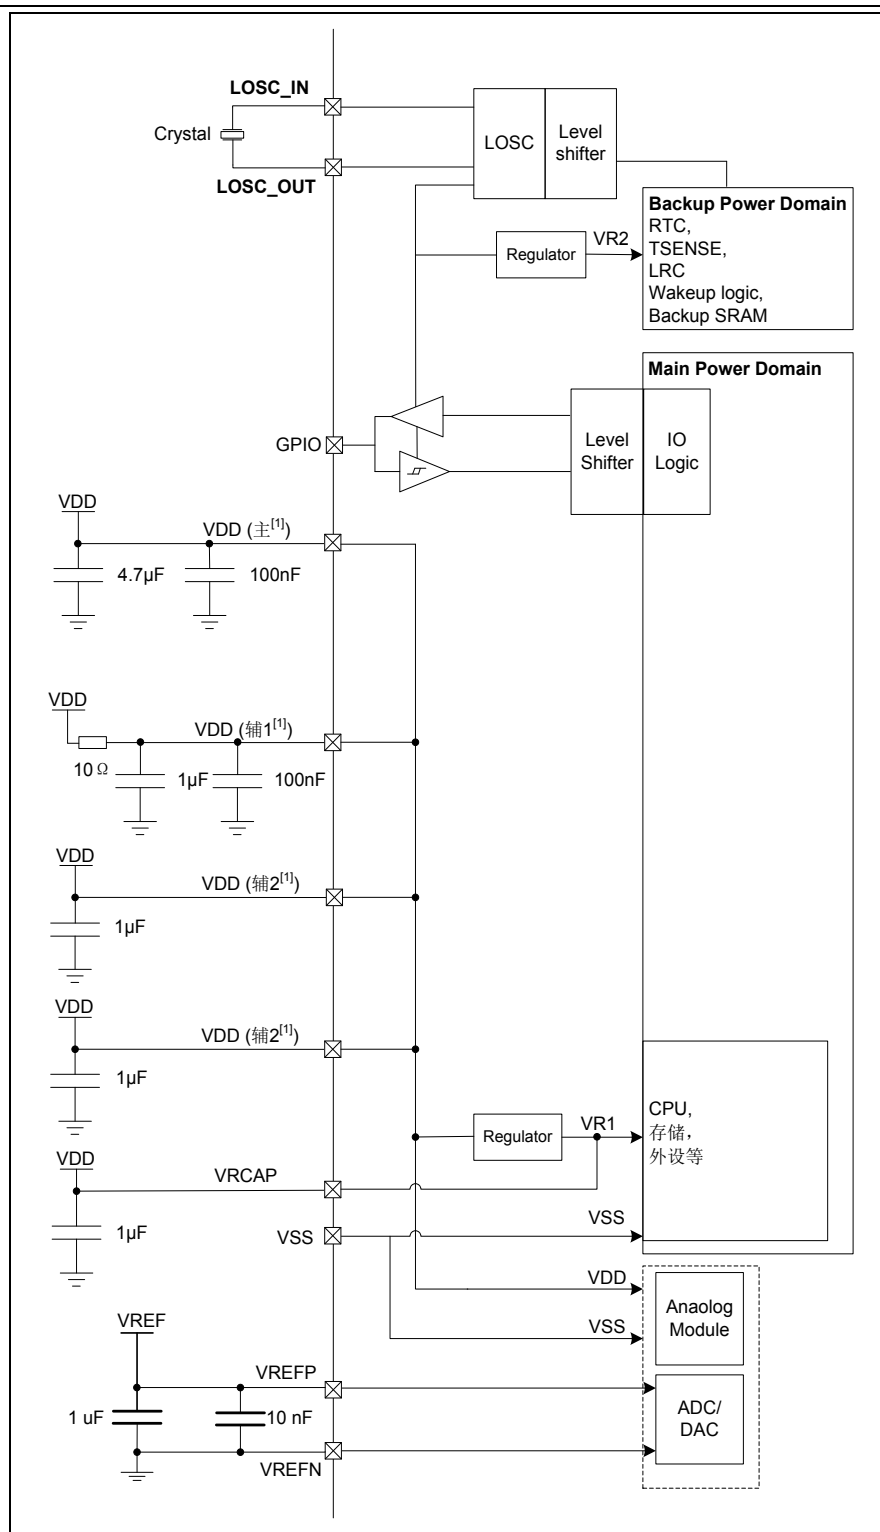 LOSC_IN
Crystal
LOSC_OUT
LOSC
Level
shifter
Backup Power Domain
RTC,
TSENSE,
LRC
Wakeup logic,
Backup SRAM
Regulator
VR2
Main Power Domain
GPIO
Level
Shifter
IO
Logic
VDD
VDD (主[1])
4.7μF
100nF
VDD
VDD (辅1[1])
10Ω
1μF
100nF
VDD
VDD (辅2[1])
1μF
VDD
VDD (辅2[1])
1μF
Regulator
VR1
CPU,
存储，
外设等
VDD
VRCAP
1μF
VSS
VSS
VDD
VSS
Anaolog
Module
VREF
VREFP
1 uF
10 nF
VREFN
ADC/
DAC